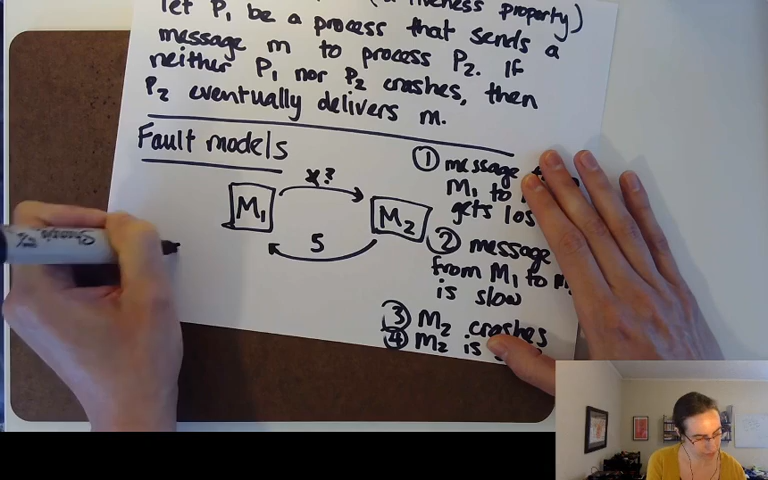 let P1 be a process that sends a
message m to process P2. If
neither P1 nor P2 crashes, then
P2 eventually delivers m.
Fault models
x?
M1
M2
5
① message
M1 to
gets los
② message
from M1 to
is slow
③ M2 crashes
④ M2 is